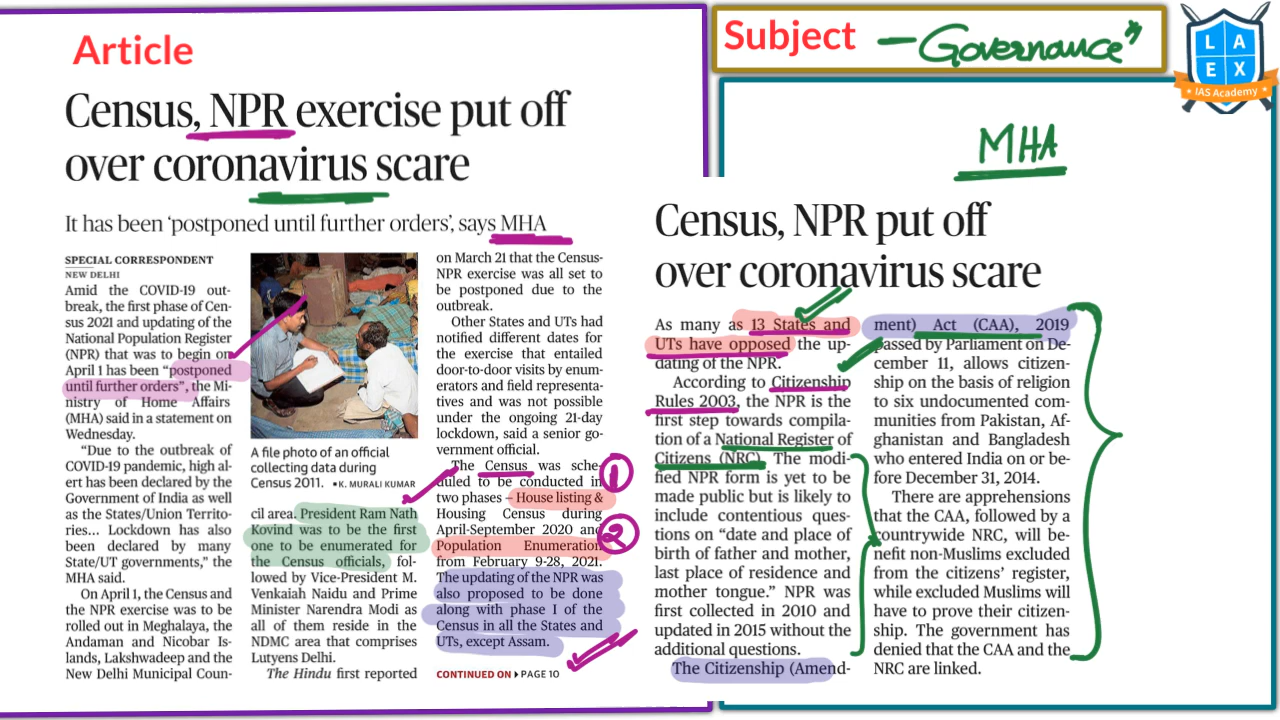 Article
Census, NPR exercise put off
over coronavirus scare
It has been ‘postponed until further orders’, says MHA
SPECIAL CORRESPONDENT
NEW DELHI
Amid the COVID-19 out-
break, the first phase of Cen-
sus 2021 and updating of the
National Population Register
(NPR) that was to begin on
April 1 has been “postponed
until further orders”, the Mi-
nistry of Home Affairs
(MHA) said in a statement on
Wednesday.
“Due to the outbreak of
COVID-19 pandemic, high al-
ert has been declared by the
Government of India as well
as the States/Union Territo-
ries... Lockdown has also
been declared by many
State/UT governments,” the
MHA said.
On April 1, the Census and
the NPR exercise was to be
rolled out in Meghalaya, the
Andaman and Nicobar Is-
lands, Lakshwadeep and the
New Delhi Municipal Coun-
A file photo of an official
collecting data during
Census 2011. •K. MURALI KUMAR
cil area. President Ram Nath
Kovind was to be the first
one to be enumerated for
the Census officials, fol-
lowed by Vice-President M.
Venkaiah Naidu and Prime
Minister Narendra Modi as
all of them reside in the
NDMC area that comprises
Lutyens Delhi.
The Hindu first reported
on March 21 that the Census-
NPR exercise was all set to
be postponed due to the
outbreak.
Other States and UTs had
notified different dates for
the exercise that entailed
door-to-door visits by enum-
erators and field representa-
tives and was not possible
under the ongoing 21-day
lockdown, said a senior go-
vernment official.
The Census was sche-
duled to be conducted in
two phases – House listing &
Housing Census during
April-September 2020 and
Population Enumeration
from February 9-28, 2021.
The updating of the NPR was
also proposed to be done
along with phase I of the
Census in all the States and
UTs, except Assam.
CONTINUED ON PAGE 10
1
2
Subject - Governance”
L A
E X
IAS Academy
MHA
Census, NPR put off
over coronavirus scare
As many as 13 States and
UTs have opposed the up-
dating of the NPR.
According to Citizenship
Rules 2003, the NPR is the
first step towards compila-
tion of a National Register of
Citizens (NRC). The modi-
fied NPR form is yet to be
made public but is likely to
include contentious ques-
tions on “date and place of
birth of father and mother,
last place of residence and
mother tongue.” NPR was
first collected in 2010 and
updated in 2015 without the
additional questions.
The Citizenship (Amend-
ment) Act (CAA), 2019
passed by Parliament on De-
cember 11, allows citizen-
ship on the basis of religion
to six undocumented com-
munities from Pakistan, Af-
ghanistan and Bangladesh
who entered India on or be-
fore December 31, 2014.
There are apprehensions
that the CAA, followed by a
countrywide NRC, will be-
nefit non-Muslims excluded
from the citizens’ register,
while excluded Muslims will
have to prove their citizen-
ship. The government has
denied that the CAA and the
NRC are linked.